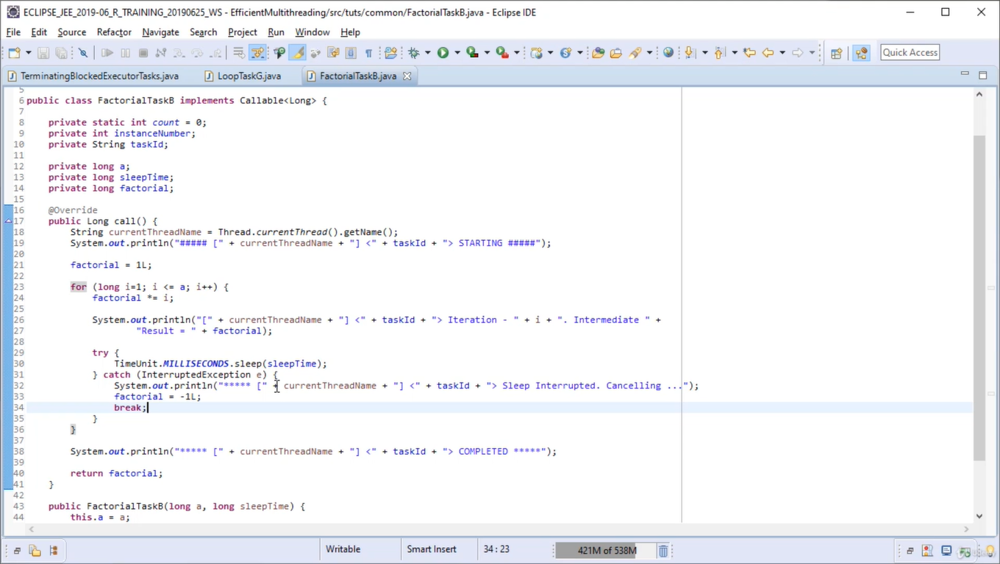 ECLIPSE_JEE_2019-06_R_TRAINING_20190625_WS - EfficientMultithreading/src/tuts/common/FactorialTaskB.java - Eclipse IDE
File Edit Source Refactor Navigate Search Project Run Window Help
Quick Access
TerminatingBlockedExecutorTasks.java LoopTaskG.java FactorialTaskB.java
5
6 public class FactorialTaskB implements Callable<Long> {
7
8 private static int count = 0;
9 private int instanceNumber;
10 private String taskId;
11
12 private long a;
13 private long sleepTime;
14 private long factorial;
15
16 @Override
17 public Long call() {
18 String currentThreadName = Thread.currentThread().getName();
19 System.out.println("##### [" + currentThreadName + "] <" + taskId + "> STARTING #####");
20
21 factorial = 1L;
22
23 for (long i=1; i <= a; i++) {
24 factorial *= i;
25
26 System.out.println("[" + currentThreadName + "] <" + taskId + "> Iteration - " + i + ". Intermediate " +
27 "Result = " + factorial);
28
29 try {
30 TimeUnit.MILLISECONDS.sleep(sleepTime);
31 } catch (InterruptedException e) {
32 System.out.println("***** [" + currentThreadName + "] <" + taskId + "> Sleep Interrupted. Cancelling ...");
33 factorial = -1L;
34 break;
35 }
36 }
37
38 System.out.println("***** [" + currentThreadName + "] <" + taskId + "> COMPLETED *****");
39
40 return factorial;
41 }
42
43 public FactorialTaskB(long a, long sleepTime) {
44 this.a = a;
Writable Smart Insert 34 : 23 421M of 538M